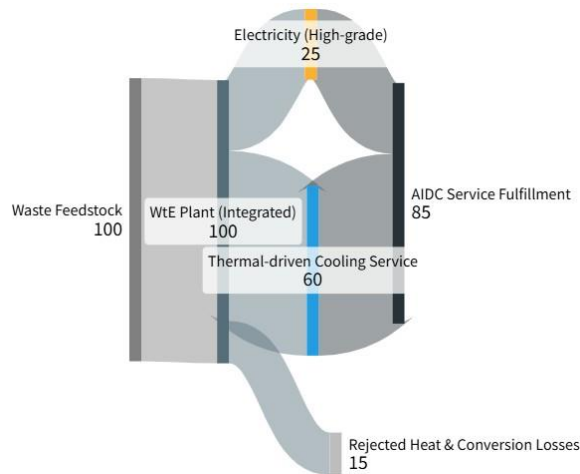 Electricity (High-grade)
25
Waste Feedstock
100
WtE Plant (Integrated)
100
AIDC Service Fulfillment
85
Thermal-driven Cooling Service
60
Rejected Heat & Conversion Losses
15